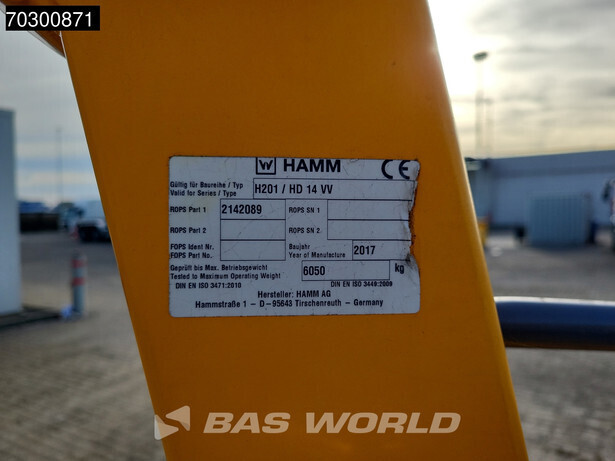 70300871
HAMM
CE
Gültig für Baureihe / Typ
Valid for Series / Type
H201 / HD 14 VV
ROPS Part 1 2142089 ROPS SN 1
ROPS Part 2 ROPS SN 2
FOPS Ident Nr.
FOPS Part No.
Baujahr
Year of Manufacture
2017
Geprüft bis Max. Betriebsgewicht
Tested to Maximum Operating Weight
6050 kg
DIN EN ISO 3471:2010 DIN EN ISO 3449:2009
Hersteller: HAMM AG
Hammstraße 1 - D-95643 Tirschenreuth - Germany
BAS WORLD